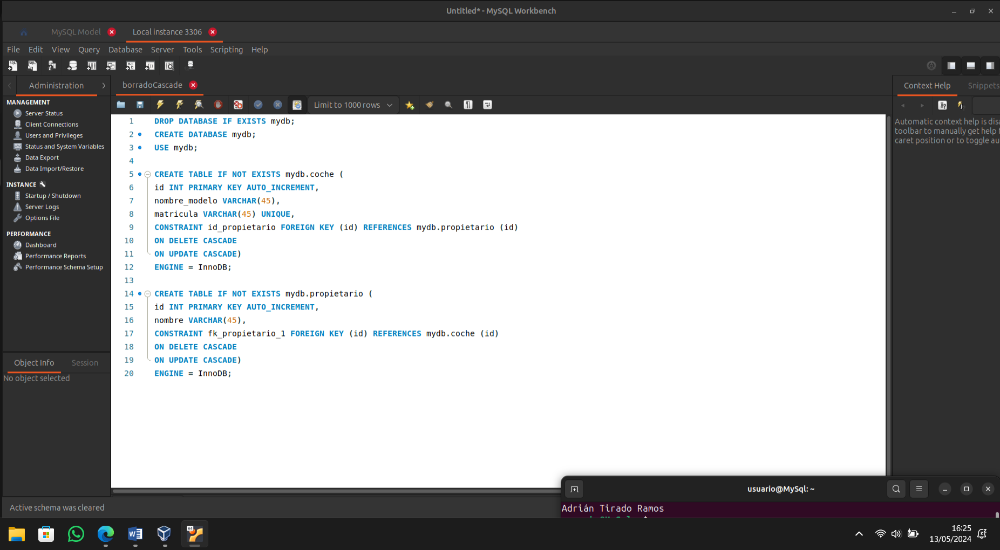 Untitled* - MySQL Workbench
MySQL Model
Local instance 3306
File Edit View Query Database Server Tools Scripting Help
Administration
borradoCascade
Context Help
Snippets
MANAGEMENT
Server Status
Client Connections
Users and Privileges
Status and System Variables
Data Export
Data Import/Restore
INSTANCE
Startup / Shutdown
Server Logs
Options File
PERFORMANCE
Dashboard
Performance Reports
Performance Schema Setup
Object Info
Session
No object selected
Limit to 1000 rows
1 DROP DATABASE IF EXISTS mydb;
2 CREATE DATABASE mydb;
3 USE mydb;
4
5 CREATE TABLE IF NOT EXISTS mydb.coche (
6 id INT PRIMARY KEY AUTO_INCREMENT,
7 nombre_modelo VARCHAR(45),
8 matricula VARCHAR(45) UNIQUE,
9 CONSTRAINT id_propietario FOREIGN KEY (id) REFERENCES mydb.propietario (id)
10 ON DELETE CASCADE
11 ON UPDATE CASCADE)
12 ENGINE = InnoDB;
13
14 CREATE TABLE IF NOT EXISTS mydb.propietario (
15 id INT PRIMARY KEY AUTO_INCREMENT,
16 nombre VARCHAR(45),
17 CONSTRAINT fk_propietario_1 FOREIGN KEY (id) REFERENCES mydb.coche (id)
18 ON DELETE CASCADE
19 ON UPDATE CASCADE)
20 ENGINE = InnoDB;
Automatic context help is
toolbar to manually get help
caret position or to toggle
Active schema was cleared
usuario@MySql: ~
Adrián Tirado Ramos
16:25
13/05/2024